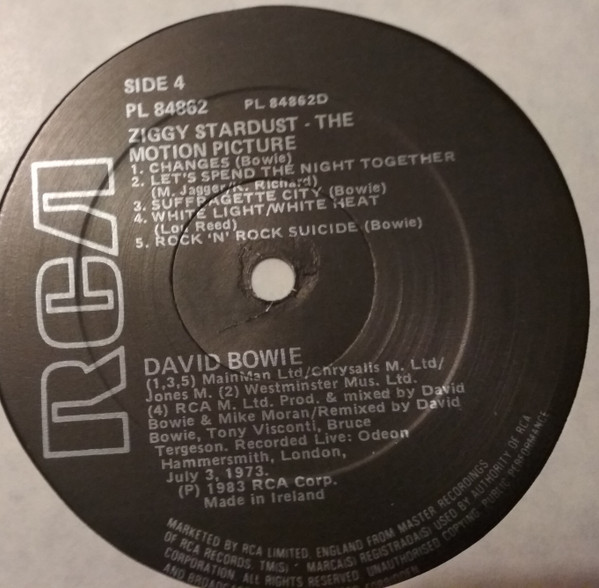 RCA
SIDE 4
PL 84862 PL 84862D
ZIGGY STARDUST - THE
MOTION PICTURE
1. CHANGES (Bowie)
2. LET'S SPEND THE NIGHT TOGETHER
(M. Jagger/K. Richard)
3. SUFFRAGETTE CITY (Bowie)
4. WHITE LIGHT/WHITE HEAT
(Lou Reed)
5. ROCK 'N' ROCK SUICIDE (Bowie)
DAVID BOWIE
(1,3,5) MainMan Ltd/Chrysalis M. Ltd/
Jones M. (2) Westminster Mus. Ltd.
(4) RCA M. Ltd. Prod. & mixed by David
Bowie & Mike Moran/Remixed by David
Bowie, Tony Visconti, Bruce
Tergeson. Recorded Live: Odeon
Hammersmith, London,
July 3, 1973.
(P) 1983 RCA Corp.
Made in Ireland
MARKETED BY RCA LIMITED. ENGLAND FROM MASTER RECORDINGS
OF RCA RECORDS. TM(S) ® MARCA(S) REGISTRADA(S) USED BY AUTHORITY OF RCA
CORPORATION. ALL RIGHTS RESERVED. UNAUTHORISED COPYING PUBLIC PERFORMANCE
AND